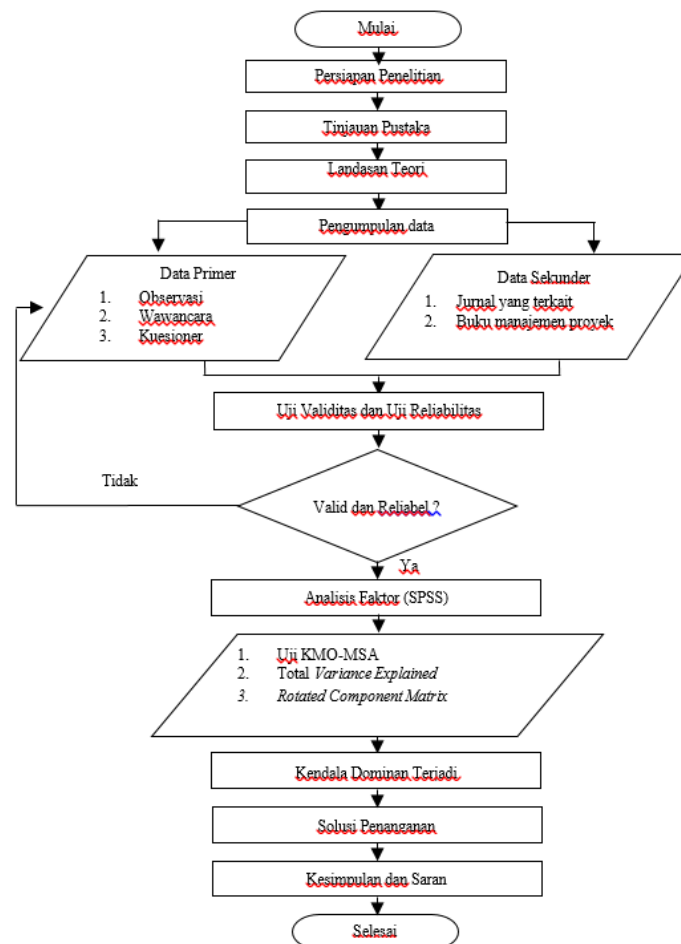 Mulai
Persiapan Penelitian
Tinjauan Pustaka
Landasan Teori
Pengumpulan data
Data Primer
1. Observasi
2. Wawancara
3. Kuesioner
Data Sekunder
1. Jurnal yang terkait
2. Buku manajemen proyek
Uji Validitas dan Uji Reliabilitas
Tidak
Valid dan Reliabel ?
Ya
Analisis Faktor (SPSS)
1. Uji KMO-MSA
2. Total Variance Explained
3. Rotated Component Matrix
Kendala Dominan Terjadi
Solusi Penanganan
Kesimpulan dan Saran
Selesai